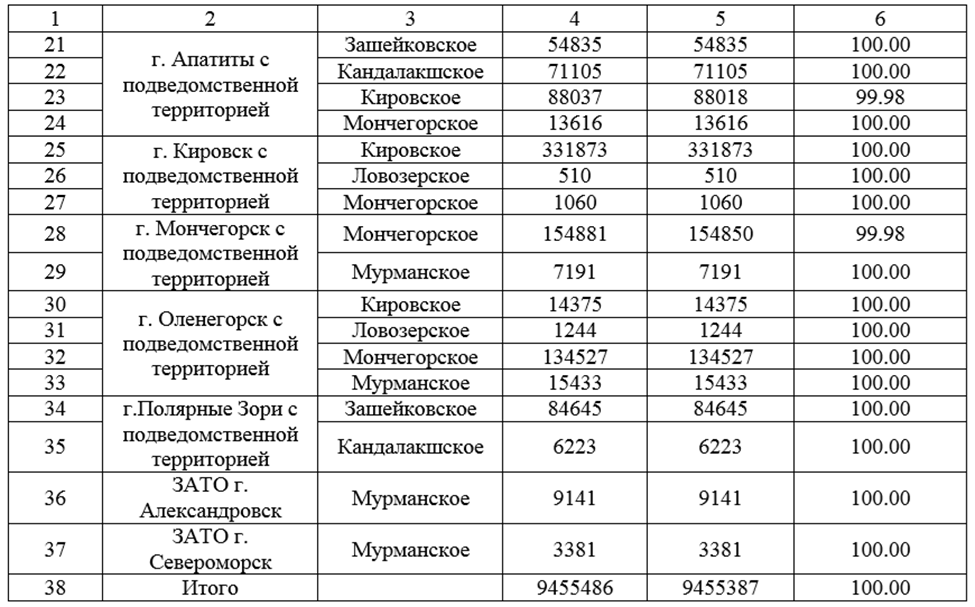 1 2 3 4 5 6
21 г. Апатиты с подведомственной территорией Зашейковское 54835 54835 100.00
22 Кандалакшское 71105 71105 100.00
23 Кировское 88037 88018 99.98
24 Мончегорское 13616 13616 100.00
25 г. Кировск с подведомственной территорией Кировское 331873 331873 100.00
26 Ловозерское 510 510 100.00
27 Мончегорское 1060 1060 100.00
28 г. Мончегорск с подведомственной территорией Мончегорское 154881 154850 99.98
29 Мурманское 7191 7191 100.00
30 г. Оленегорск с подведомственной территорией Кировское 14375 14375 100.00
31 Ловозерское 1244 1244 100.00
32 Мончегорское 134527 134527 100.00
33 Мурманское 15433 15433 100.00
34 г.Полярные Зори с подведомственной территорией Зашейковское 84645 84645 100.00
35 Кандалакшское 6223 6223 100.00
36 ЗАТО г. Александровск Мурманское 9141 9141 100.00
37 ЗАТО г. Североморск Мурманское 3381 3381 100.00
38 Итого 9455486 9455387 100.00